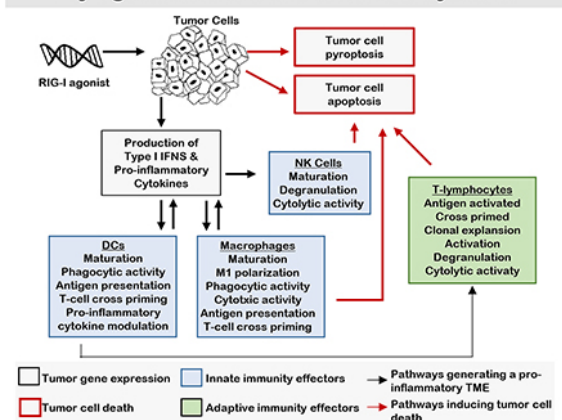 Tumor Cells
RIG-I agonist
Tumor cell
pyroptosis
Tumor cell
apoptosis
Production of
Type I IFNS &
Pro-inflammatory
Cytokines
NK Cells
Maturation
Degranulation
Cytolytic activity
T-lymphocytes
Antigen activated
Cross primed
Clonal explansion
Activation
Degranulation
Cytolytic activaty
DCs
Maturation
Phagocytic activity
Antigen presentation
T-cell cross priming
Pro-inflammatory
cytokine modulation
Macrophages
Maturation
M1 polarization
Phagocytic activity
Cytotxic activity
Antigen presentation
T-cell cross priming
Tumor gene expression
Innate immunity effectors
Pathways generating a pro-
inflammatory TME
Tumor cell death
Adaptive immunity effectors
Pathways inducing tumor cell
death